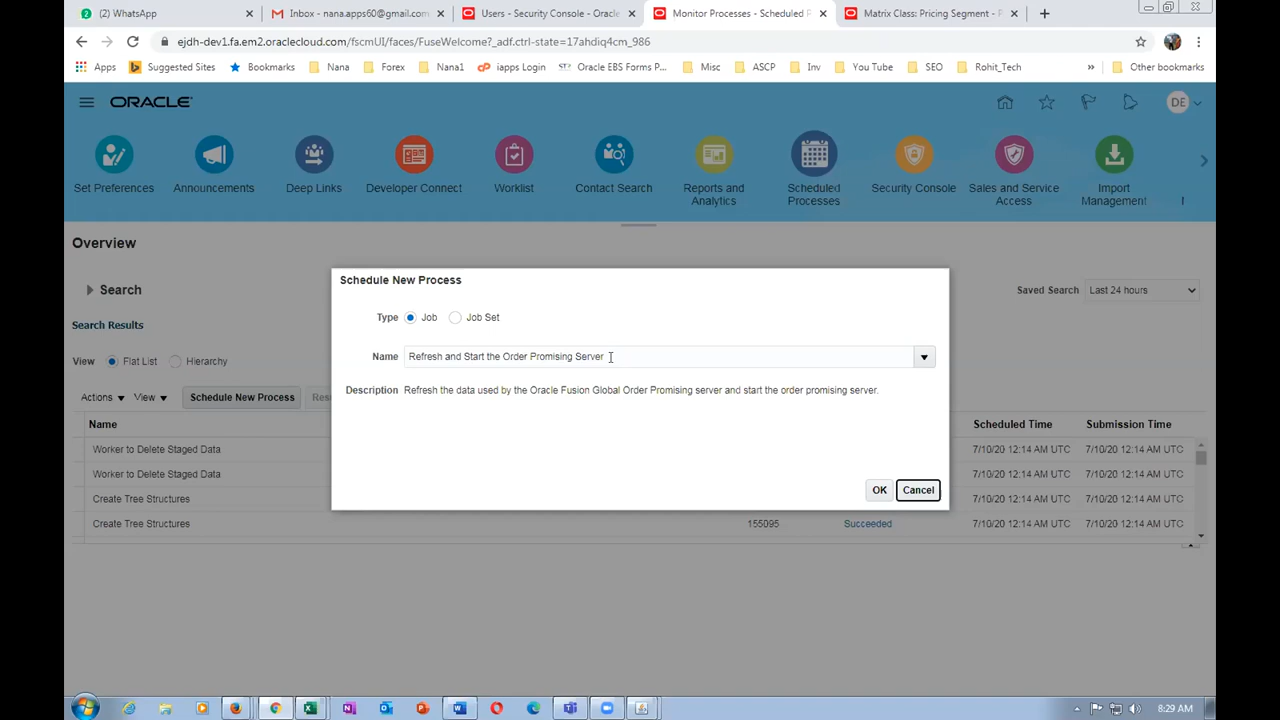 (2) WhatsApp
Inbox - nana.apps60@gmail.com
Users - Security Console - Oracle
Monitor Processes - Scheduled P
Matrix Class: Pricing Segment - P
ejdh-dev1.fa.em2.oraclecloud.com/fscmUI/faces/FuseWelcome?_adf.ctrl-state=17ahdiq4cm_986
Apps Suggested Sites Bookmarks Nana Forex Nana1 iapps Login Oracle EBS Forms P... Misc ASCP Inv You Tube SEO Rohit_Tech » Other bookmarks
ORACLE DE
Set Preferences
Announcements
Deep Links
Developer Connect
Worklist
Contact Search
Reports and Analytics
Scheduled Processes
Security Console
Sales and Service Access
Import Management
Overview
Search
Saved Search Last 24 hours
Search Results
View Flat List Hierarchy
Actions View Schedule New Process Res
Name Scheduled Time Submission Time
Worker to Delete Staged Data 7/10/20 12:14 AM UTC 7/10/20 12:14 AM UTC
Worker to Delete Staged Data 7/10/20 12:14 AM UTC 7/10/20 12:14 AM UTC
Create Tree Structures 7/10/20 12:14 AM UTC 7/10/20 12:14 AM UTC
Create Tree Structures 155095 Succeeded 7/10/20 12:14 AM UTC 7/10/20 12:14 AM UTC
Schedule New Process
Type Job Job Set
Name Refresh and Start the Order Promising Server
Description Refresh the data used by the Oracle Fusion Global Order Promising server and start the order promising server.
OK Cancel
8:29 AM